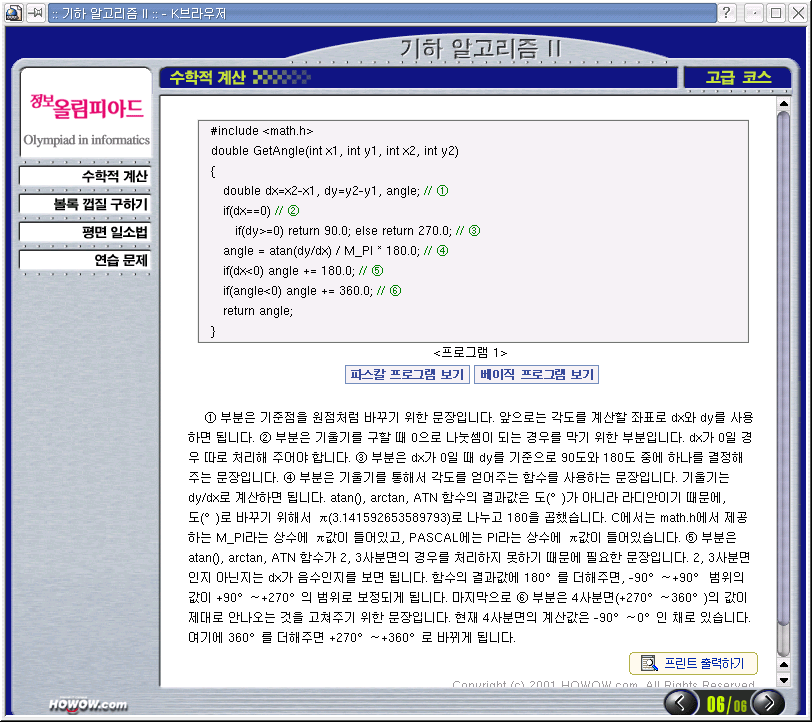 :: 기하 알고리즘 II :: - K브라우저
기하 알고리즘 II
수학적 계산
고급 코스
정보올림피아드
Olympiad in informatics
수학적 계산
볼록 껍질 구하기
평면 일소법
연습 문제
#include <math.h>
double GetAngle(int x1, int y1, int x2, int y2)
{
double dx=x2-x1, dy=y2-y1, angle; // ①
if(dx==0) // ②
if(dy>=0) return 90.0; else return 270.0; // ③
angle = atan(dy/dx) / M_PI * 180.0; // ④
if(dx<0) angle += 180.0; // ⑤
if(angle<0) angle += 360.0; // ⑥
return angle;
}
<프로그램 1>
파스칼 프로그램 보기 베이직 프로그램 보기
① 부분은 기준점을 원점처럼 바꾸기 위한 문장입니다. 앞으로는 각도를 계산할 좌표로 dx와 dy를 사용
하면 됩니다. ② 부분은 기울기를 구할 때 0으로 나눗셈이 되는 경우를 막기 위한 부분입니다. dx가 0일 경
우 따로 처리해 주어야 합니다. ③ 부분은 dx가 0일 때 dy를 기준으로 90도와 180도 중에 하나를 결정해
주는 문장입니다. ④ 부분은 기울기를 통해서 각도를 얻어주는 함수를 사용하는 문장입니다. 기울기는
dy/dx로 계산하면 됩니다. atan(), arctan, ATN 함수의 결과값은 도(° )가 아니라 라디안이기 때문에,
도(° )로 바꾸기 위해서 π(3.141592653589793)로 나누고 180을 곱했습니다. C에서는 math.h에서 제공
하는 M_PI라는 상수에 π값이 들어있고, PASCAL에는 PI라는 상수에 π값이 들어있습니다. ⑤ 부분은
atan(), arctan, ATN 함수가 2, 3사분면의 경우를 처리하지 못하기 때문에 필요한 문장입니다. 2, 3사분면
인지 아닌지는 dx가 음수인지를 보면 됩니다. 함수의 결과값에 180° 를 더해주면, -90° ~+90° 범위의
값이 +90° ~+270° 의 범위로 보정되게 됩니다. 마지막으로 ⑥ 부분은 4사분면(+270° ~360° )의 값이
제대로 안나오는 것을 고쳐주기 위한 문장입니다. 현재 4사분면의 계산값은 -90° ~0° 인 채로 있습니다.
여기에 360° 를 더해주면 +270° ~+360° 로 바뀌게 됩니다.
프린트 출력하기
Copyright (c) 2001 HOWOW.com, All Rights Reserved
HOWOW.com
06/06